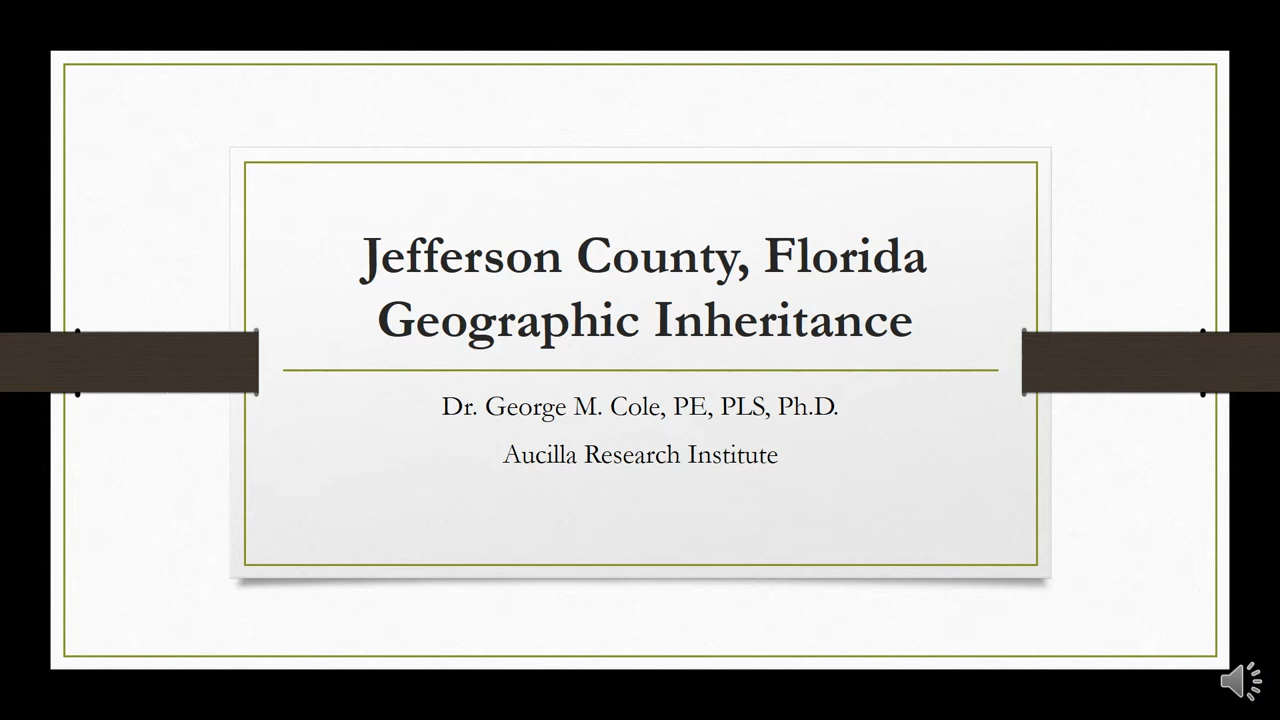 Jefferson County, Florida
Geographic Inheritance
Dr. George M. Cole, PE, PLS, Ph.D.
Aucilla Research Institute